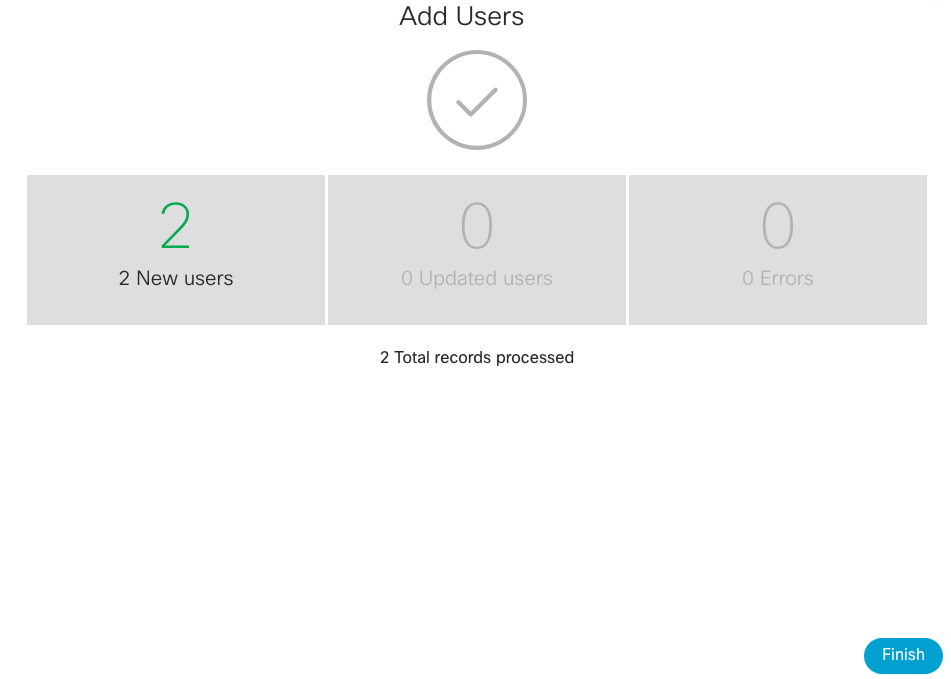 Add Users
2
0
0
2 New users
0 Updated users
0 Errors
2 Total records processed
Finish